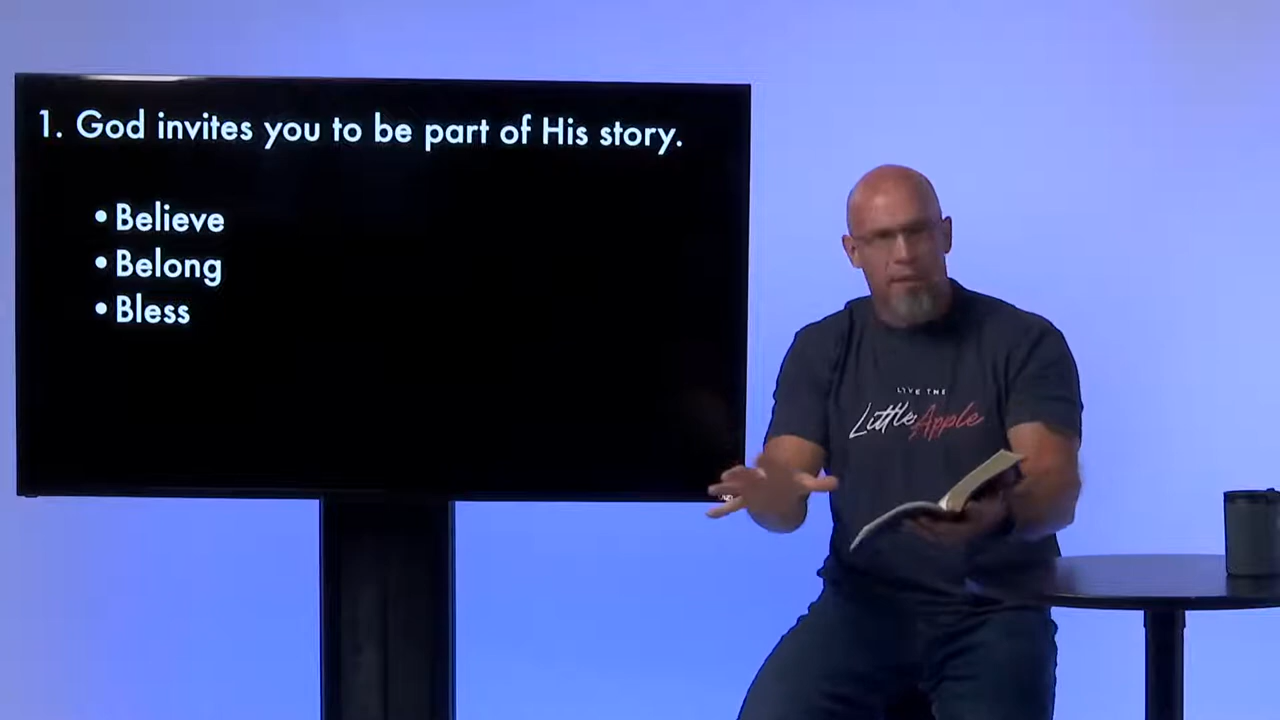 1. God invites you to be part of His story.
• Believe
• Belong
• Bless
LIVE THE
Little Apple